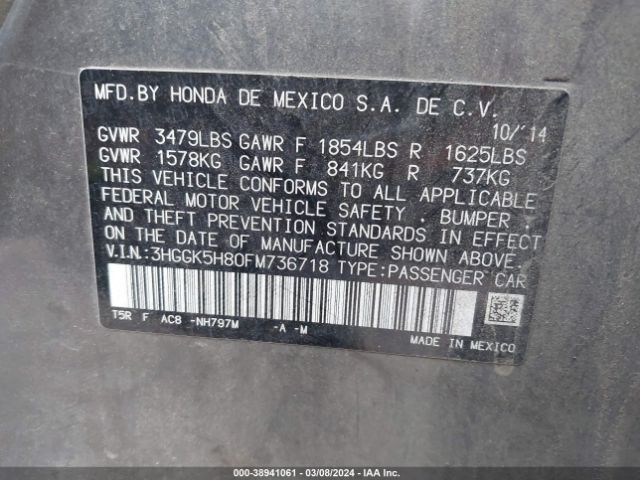 MFD.BY HONDA DE MEXICO S.A. DE C.V.
10/'14
GVWR 3479LBS GAWR F 1854LBS R 1625LBS
GVWR 1578KG GAWR F 841KG R 737KG
THIS VEHICLE CONFORMS TO ALL APPLICABLE
FEDERAL MOTOR VEHICLE SAFETY , BUMPER ,
AND THEFT PREVENTION STANDARDS IN EFFECT
ON THE DATE OF MANUFACTURE SHOWN ABOVE.
V.I.N.:3HGGK5H80FM736718 TYPE:PASSENGER CAR
T5R F AC8 -NH797M -A -M
MADE IN MEXICO
000-38941061 - 03/08/2024 - IAA Inc.